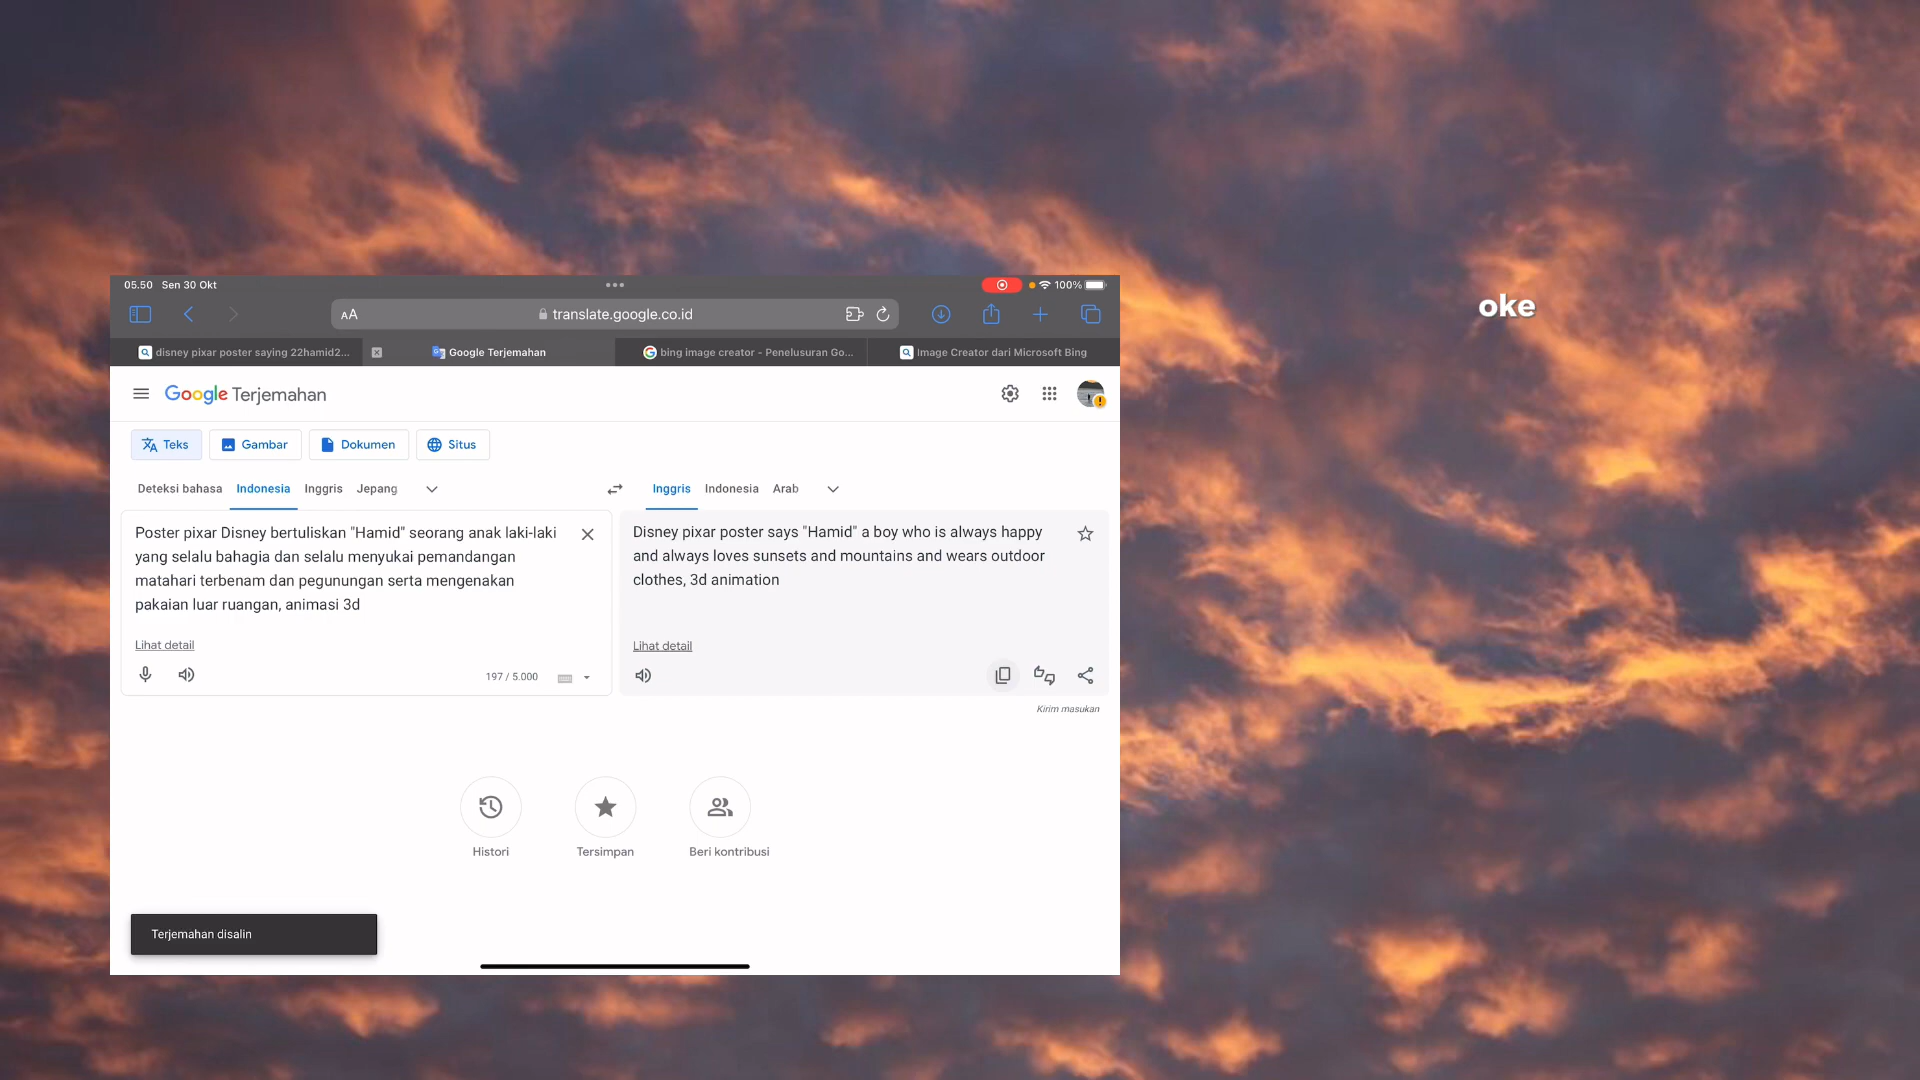 05.50 Sen 30 Okt
100%
AA
translate.google.co.id
disney pixar poster saying 22hamid2...
Google Terjemahan
bing image creator - Penelusuran Go...
Image Creator dari Microsoft Bing
oke
Google Terjemahan
Teks
Gambar
Dokumen
Situs
Deteksi bahasa
Indonesia
Inggris
Jepang
Inggris
Indonesia
Arab
Poster pixar Disney bertuliskan "Hamid" seorang anak laki-laki
yang selalu bahagia dan selalu menyukai pemandangan
matahari terbenam dan pegunungan serta mengenakan
pakaian luar ruangan, animasi 3d
Lihat detail
197 / 5.000
Disney pixar poster says "Hamid" a boy who is always happy
and always loves sunsets and mountains and wears outdoor
clothes, 3d animation
Lihat detail
Kirim masukan
Histori
Tersimpan
Beri kontribusi
Terjemahan disalin